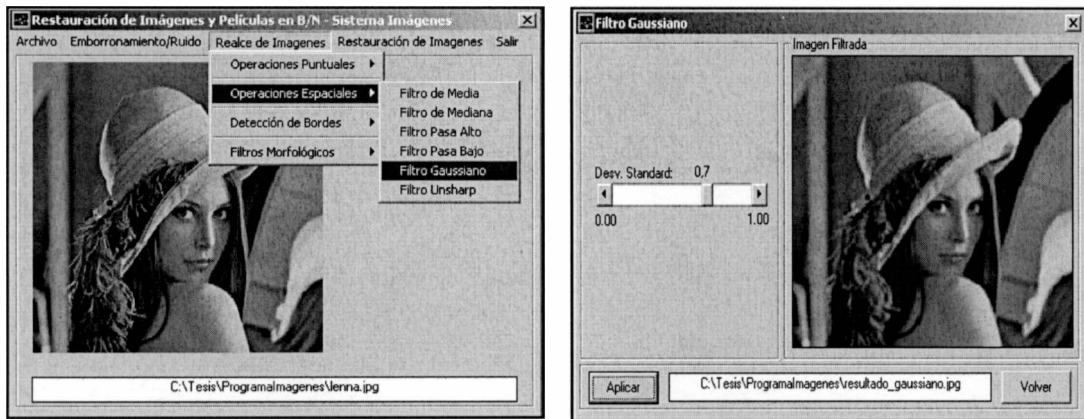 Restauración de Imágenes y Películas en B/N - Sistema Imágenes
Archivo Emborronamiento/Ruido Realce de Imagenes Restauración de Imagenes Salir
Operaciones Puntuales
Operaciones Espaciales
Detección de Bordes
Filtros Morfológicos
Filtro de Media
Filtro de Mediana
Filtro Pasa Alto
Filtro Pasa Bajo
Filtro Gaussiano
Filtro Unsharp
C:\Tesis\ProgramaImagenes\lenna.jpg
Filtro Gaussiano
Desv. Standard: 0,7
0.00 1.00
Imagen Filtrada
Aplicar
C:\Tesis\ProgramaImagenes\resultado_gaussiano.jpg
Volver